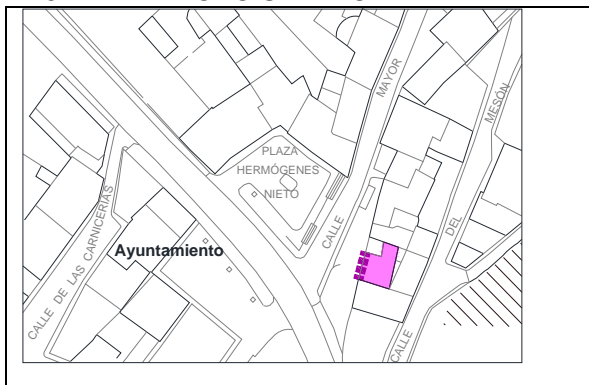 PLAZA
HERMÓGENES
NIETO
CALLE
MAYOR
CALLE
DEL
MESÓN
Ayuntamiento
CALLE DE LAS CARNICERÍAS